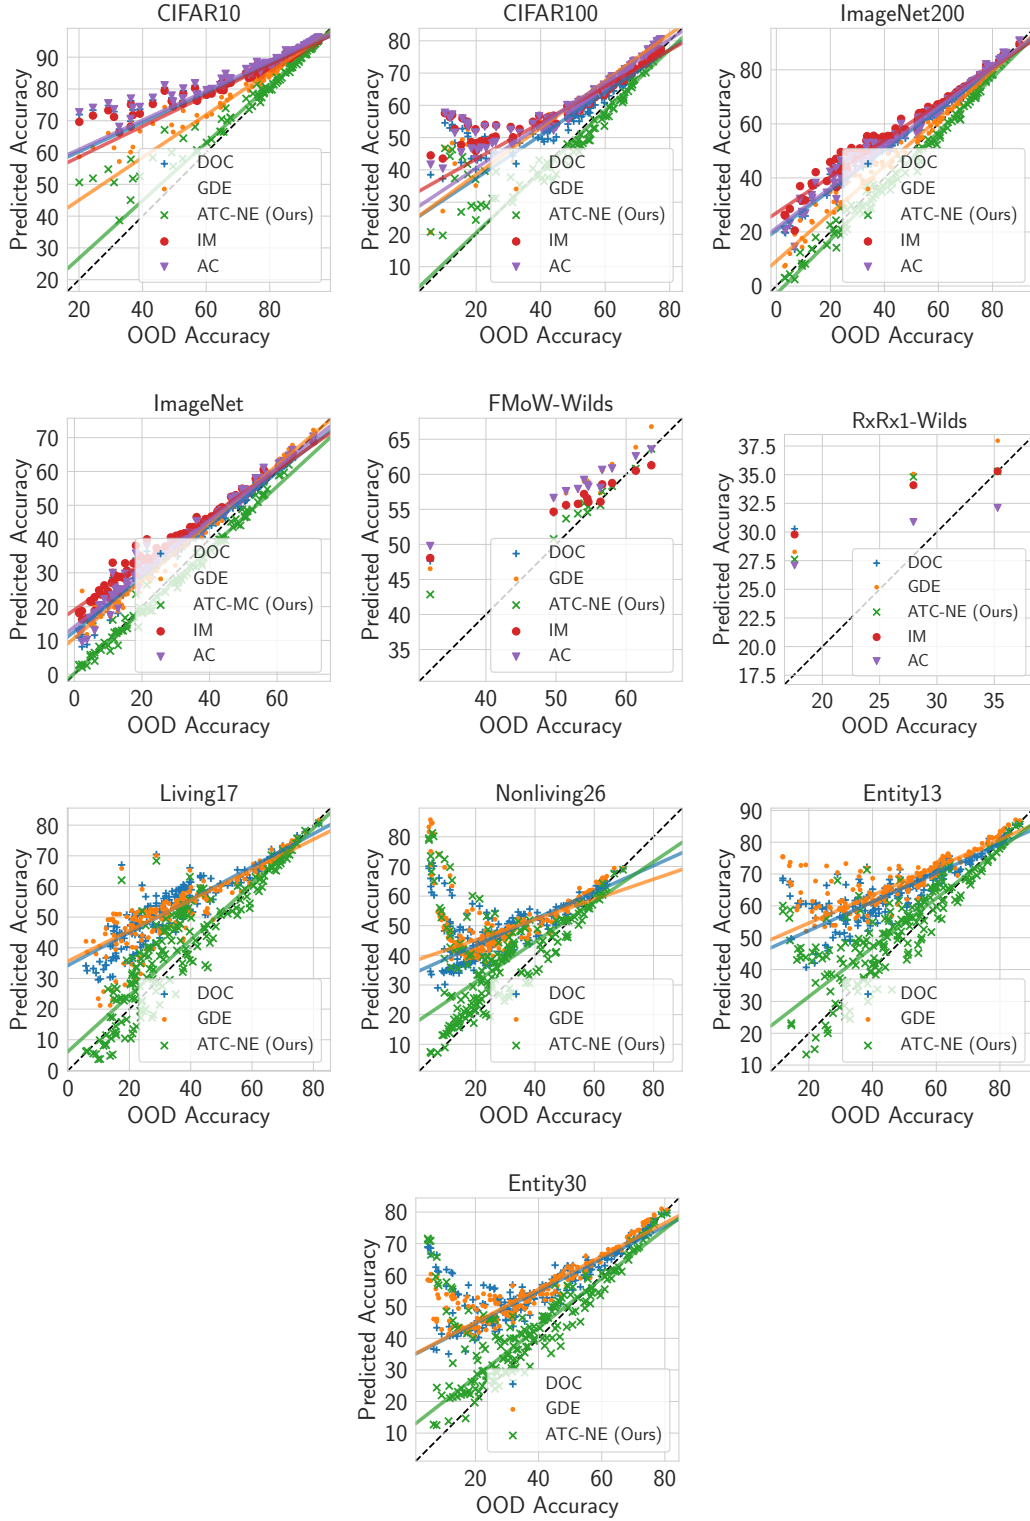 CIFAR10
CIFAR100
ImageNet200
Predicted Accuracy
90
80
70
60
50
40
30
20
DOC
GDE
ATC-NE (Ours)
IM
AC
20 40 60 80
OOD Accuracy
Predicted Accuracy
80
70
60
50
40
30
20
10
DOC
GDE
ATC-NE (Ours)
IM
AC
20 40 60 80
OOD Accuracy
Predicted Accuracy
80
60
40
20
0
DOC
GDE
ATC-NE (Ours)
IM
AC
0 20 40 60 80
OOD Accuracy
ImageNet
FMoW-Wilds
RxRx1-Wilds
Predicted Accuracy
70
60
50
40
30
20
10
0
DOC
GDE
ATC-MC (Ours)
IM
AC
0 20 40 60
OOD Accuracy
Predicted Accuracy
65
60
55
50
45
40
35
DOC
GDE
ATC-NE (Ours)
IM
AC
40 50 60
OOD Accuracy
Predicted Accuracy
37.5
35.0
32.5
30.0
27.5
25.0
22.5
20.0
17.5
DOC
GDE
ATC-NE (Ours)
IM
AC
20 25 30 35
OOD Accuracy
Living17
Nonliving26
Entity13
Predicted Accuracy
80
70
60
50
40
30
20
10
0
DOC
GDE
ATC-NE (Ours)
0 20 40 60 80
OOD Accuracy
Predicted Accuracy
80
70
60
50
40
30
20
10
DOC
GDE
ATC-NE (Ours)
20 40 60 80
OOD Accuracy
Predicted Accuracy
90
80
70
60
50
40
30
20
10
DOC
GDE
ATC-NE (Ours)
20 40 60 80
OOD Accuracy
Entity30
Predicted Accuracy
80
70
60
50
40
30
20
10
DOC
GDE
ATC-NE (Ours)
20 40 60 80
OOD Accuracy